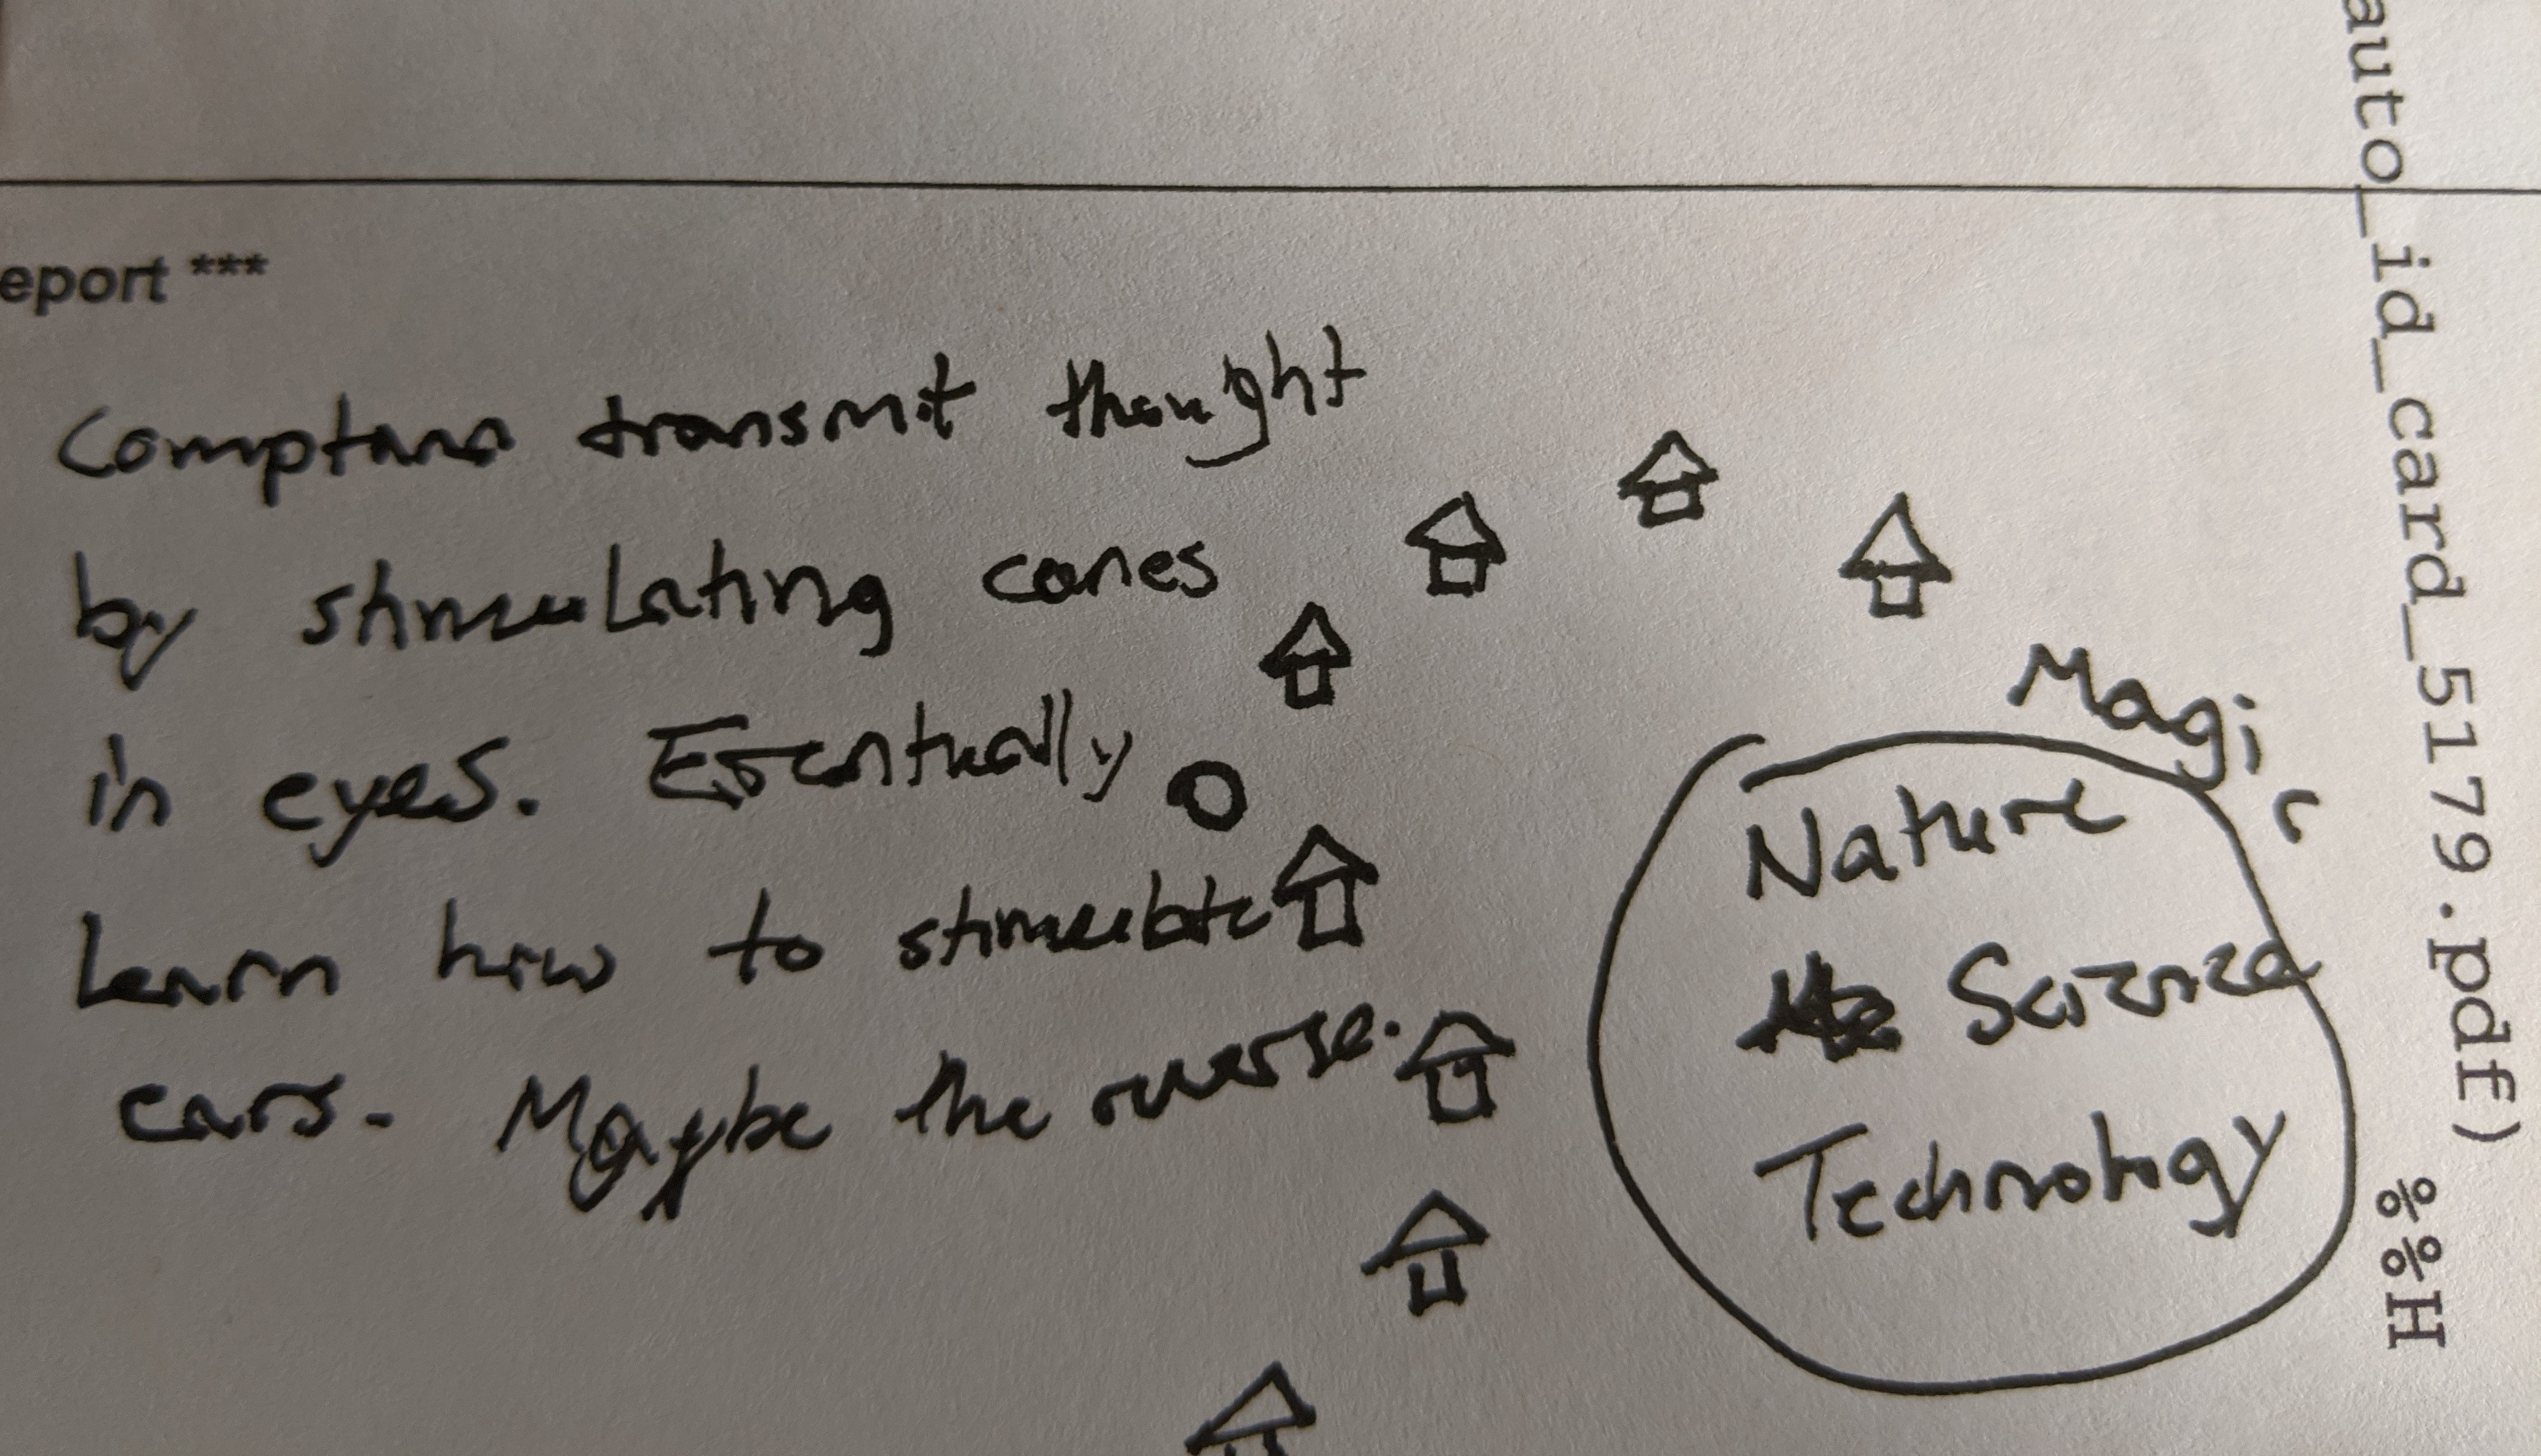 eport ***
transmit thought
by stimulating cones
in eyes. Eventually
Learn how to stimulate
ears. Maybe the reverse.
Magic
Nature
Science
Technology
auto_id_card_5179.pdf) %%H